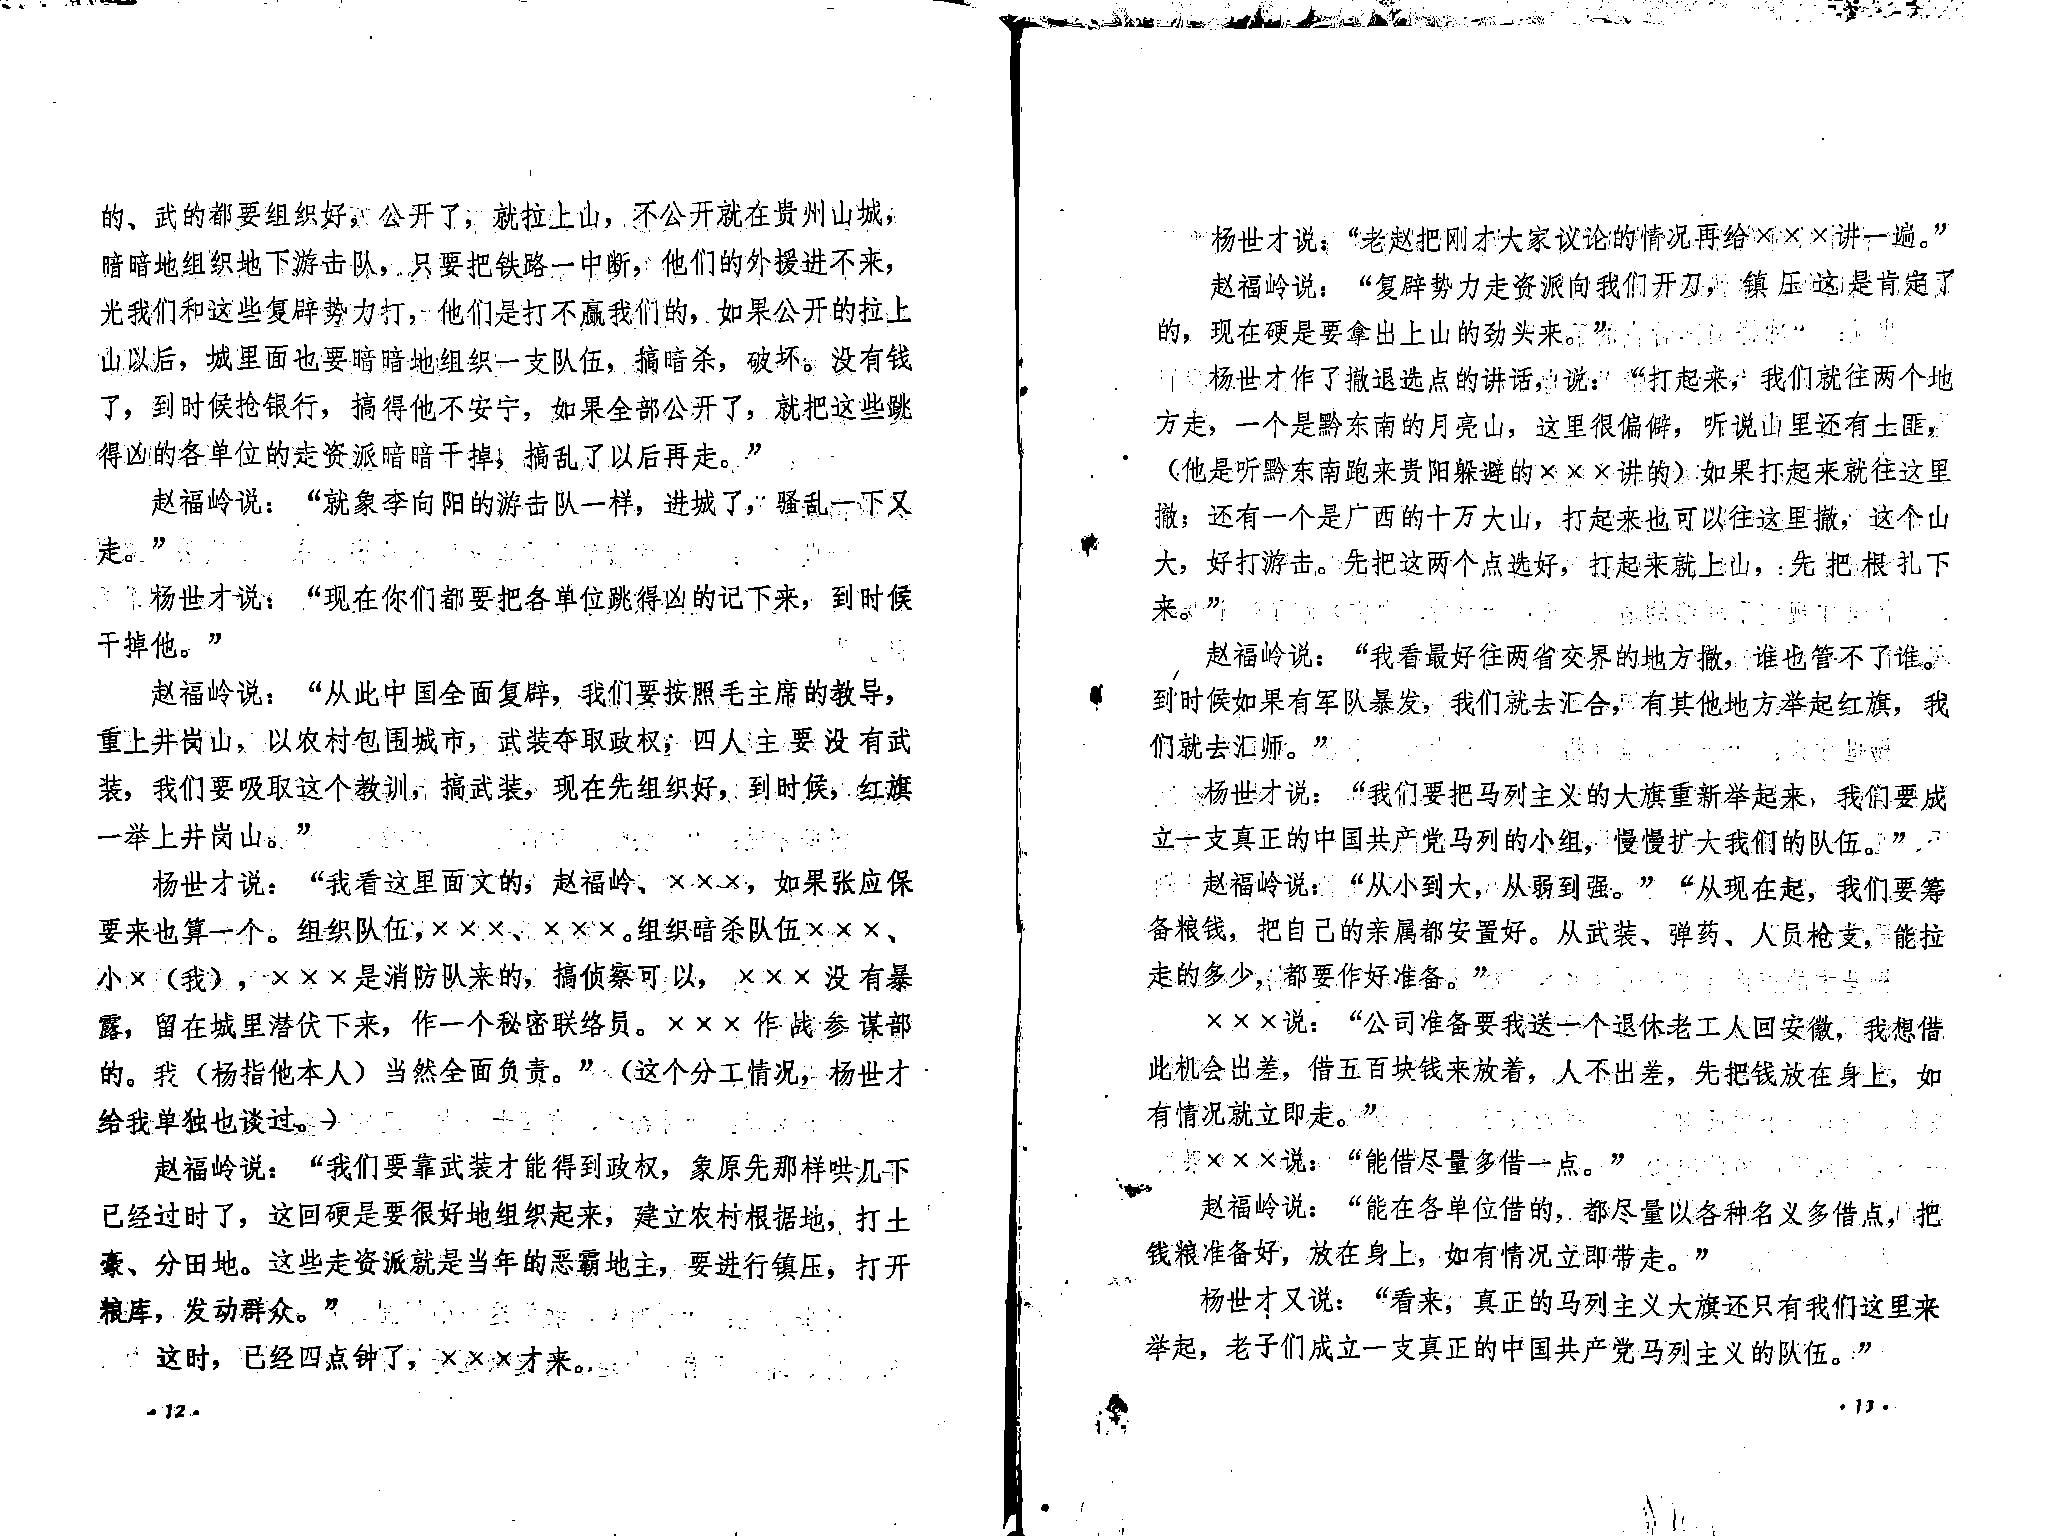 的、武的都要组织好，公开了，就拉上山，不公开就在贵州山城，
暗暗地组织地下游击队，只要把铁路一中断，他们的外援进不来，
光我们和这些复辟势力打，他们是打不赢我们的，如果公开的拉上
山以后，城里面也要暗暗地组织一支队伍，搞暗杀，破坏。没有钱
了，到时候抢银行，搞得他不安宁，如果全部公开了，就把这些跳
得凶的各单位的走资派暗暗干掉，搞乱了以后再走。”
赵福岭说：“就象李向阳的游击队一样，进城了，骚乱一下又
走。”
杨世才说：“现在你们都要把各单位跳得凶的记下来，到时候
干掉他。”
赵福岭说：“从此中国全面复辟，我们要按照毛主席的教导，
重上井岗山，以农村包围城市，武装夺取政权；四人主要没有武
装，我们要吸取这个教训，搞武装，现在先组织好，到时候，红旗
一举上井岗山。”
杨世才说：“我看这里面文的，赵福岭、×××，如果张应保
要来也算一个。组织队伍，×××、×××。组织暗杀队伍×××、
小×（我），×××是消防队来的，搞侦察可以，×××没有暴
露，留在城里潜伏下来，作一个秘密联络员。×××作战参谋部
的。我（杨指他本人）当然全面负责。”（这个分工情况，杨世才
给我单独也谈过。）
赵福岭说：“我们要靠武装才能得到政权，象原先那样哄几下
已经过时了，这回硬是要很好地组织起来，建立农村根据地，打土
豪、分田地。这些走资派就是当年的恶霸地主，要进行镇压，打开
粮库，发动群众。”
这时，已经四点钟了，×××才来。
·12·
杨世才说：“老赵把刚才大家议论的情况再给×××讲一遍。”
赵福岭说：“复辟势力走资派向我们开刀，镇压这是肯定了
的，现在硬是要拿出上山的劲头来。”
杨世才作了撤退选点的讲话，说：“打起来，我们就往两个地
方走，一个是黔东南的月亮山，这里很偏僻，听说山里还有土匪，
（他是听黔东南跑来贵阳躲避的×××讲的）如果打起来就往这里
撤；还有一个是广西的十万大山，打起来也可以往这里撤，这个山
大，好打游击。先把这两个点选好，打起来就上山，先把根扎下
来。”
赵福岭说：“我看最好往两省交界的地方撤，谁也管不了谁。
到时候如果有军队暴发，我们就去汇合，有其他地方举起红旗，我
们就去汇师。”
杨世才说：“我们要把马列主义的大旗重新举起来，我们要成
立一支真正的中国共产党马列的小组，慢慢扩大我们的队伍。”
赵福岭说：“从小到大，从弱到强。”“从现在起，我们要筹
备粮钱，把自己的亲属都安置好。从武装、弹药、人员枪支，能拉
走的多少，都要作好准备。”
×××说：“公司准备要我送一个退休老工人回安徽，我想借
此机会出差，借五百块钱来放着，人不出差，先把钱放在身上，如
有情况就立即走。”
×××说：“能借尽量多借一点。”
赵福岭说：“能在各单位借的，都尽量以各种名义多借点，把
钱粮准备好，放在身上，如有情况立即带走。”
杨世才又说：“看来，真正的马列主义大旗还只有我们这里来
举起，老子们成立一支真正的中国共产党马列主义的队伍。”
·13·